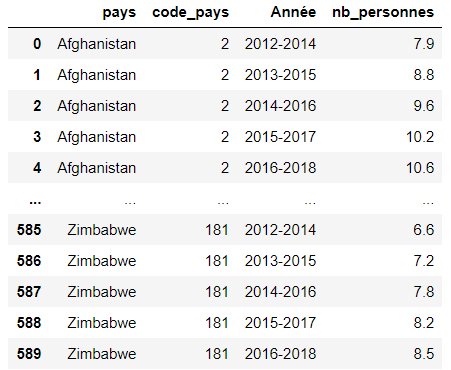 pays code_pays Année nb_personnes
0 Afghanistan 2 2012-2014 7.9
1 Afghanistan 2 2013-2015 8.8
2 Afghanistan 2 2014-2016 9.6
3 Afghanistan 2 2015-2017 10.2
4 Afghanistan 2 2016-2018 10.6
... ... ... ... ...
585 Zimbabwe 181 2012-2014 6.6
586 Zimbabwe 181 2013-2015 7.2
587 Zimbabwe 181 2014-2016 7.8
588 Zimbabwe 181 2015-2017 8.2
589 Zimbabwe 181 2016-2018 8.5